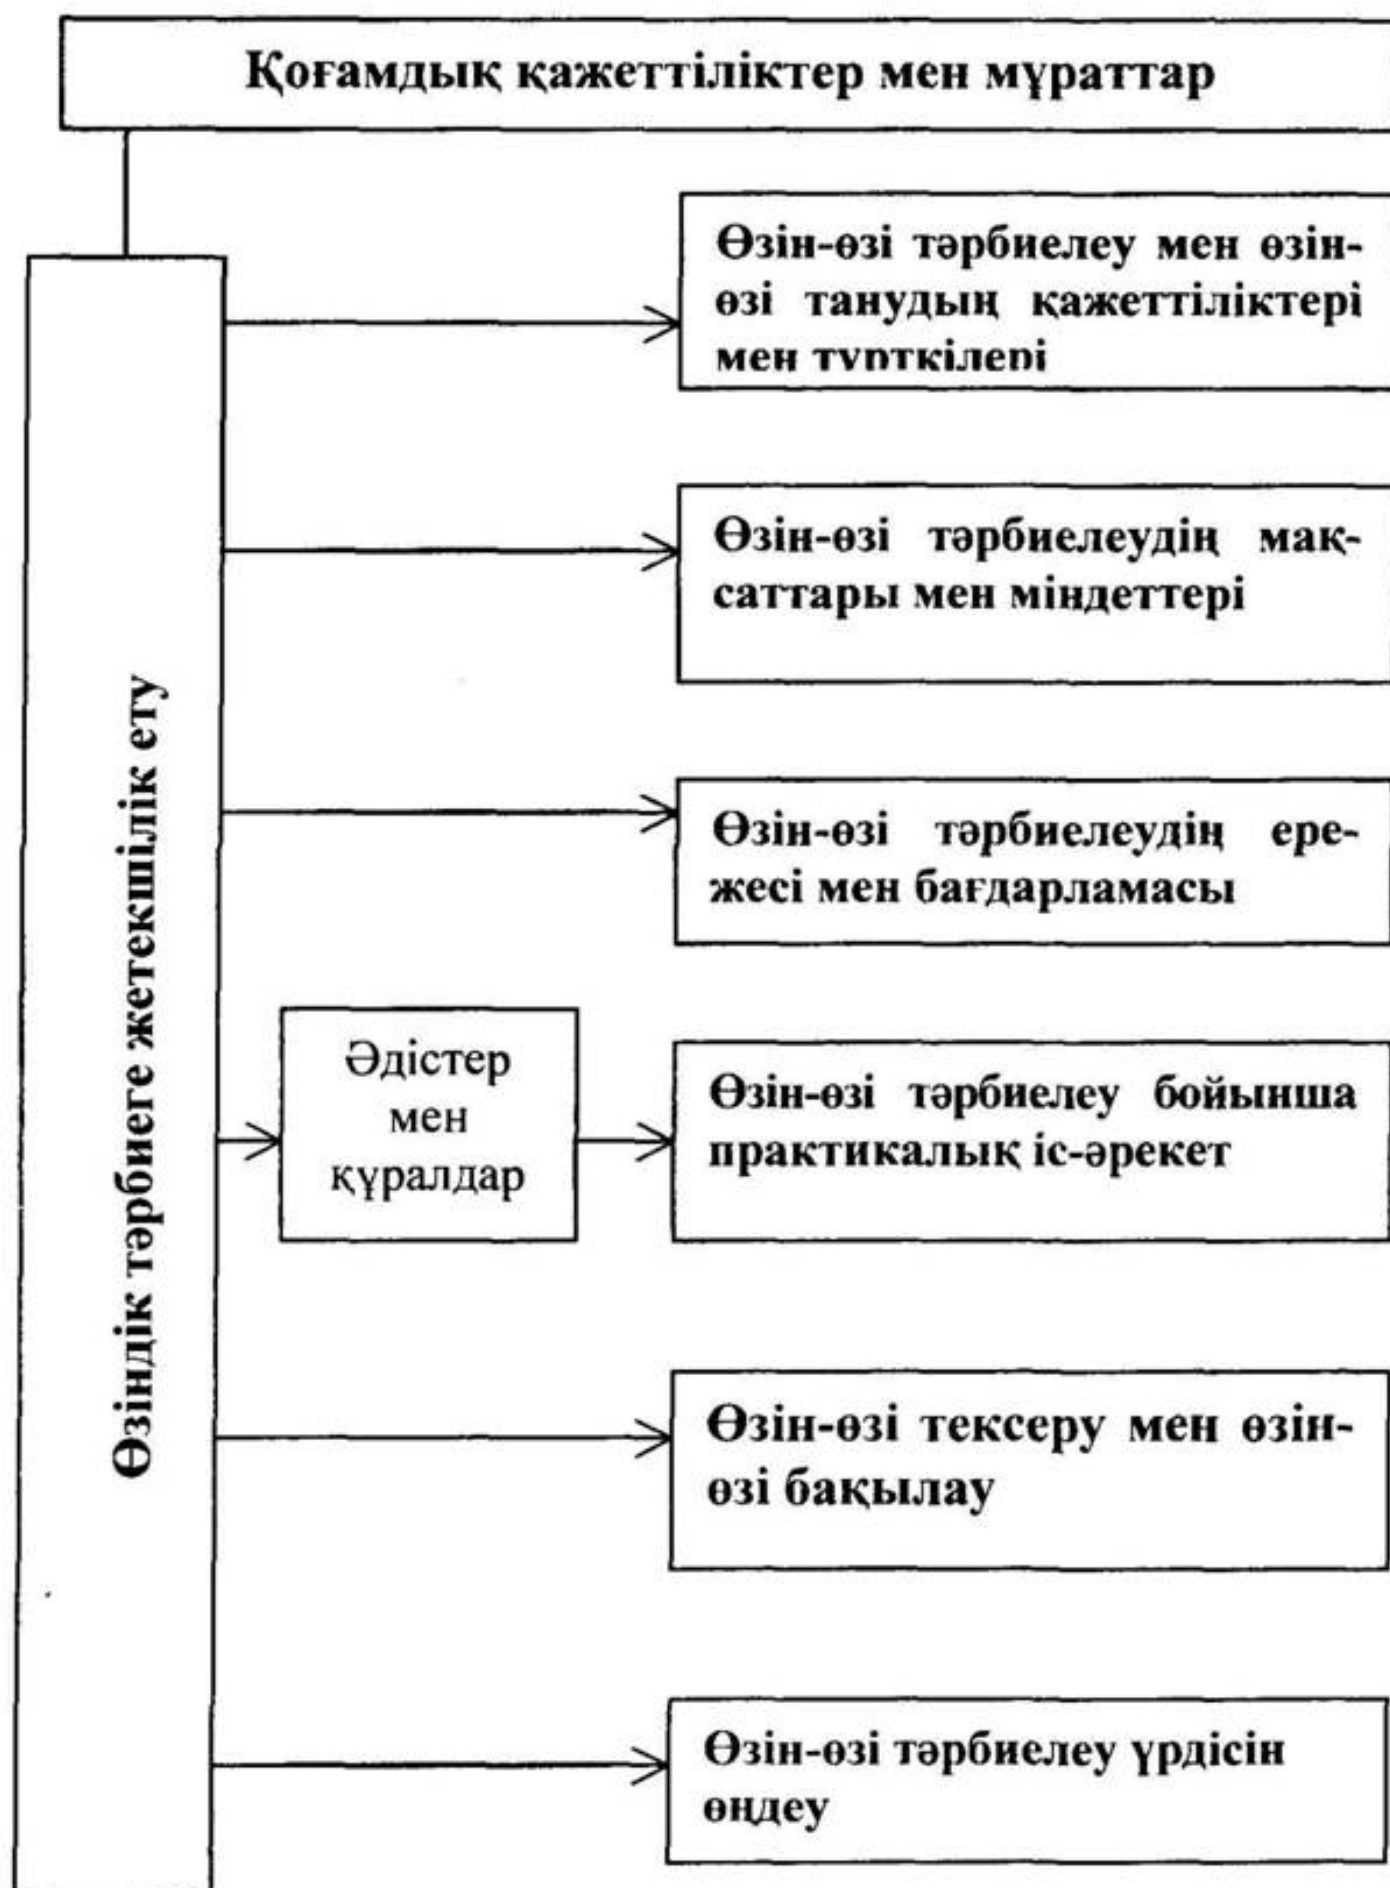 Қоғамдық қажеттіліктер мен мұраттар
Өзін-өзі тәрбиелеу мен өзін-
өзі танудың қажеттіліктері
мен түрткілері
Өзін-өзі тәрбиелеудің мақ-
саттары мен міндеттері
Өзін-өзі тәрбиелеудің ере-
жесі мен бағдарламасы
Өзіндік тәрбиеге жетекшілік ету
Әдістер
мен
құралдар
Өзін-өзі тәрбиелеу бойынша
практикалық іс-әрекет
Өзін-өзі тексеру мен өзін-
өзі бақылау
Өзін-өзі тәрбиелеу үрдісін
өңдеу